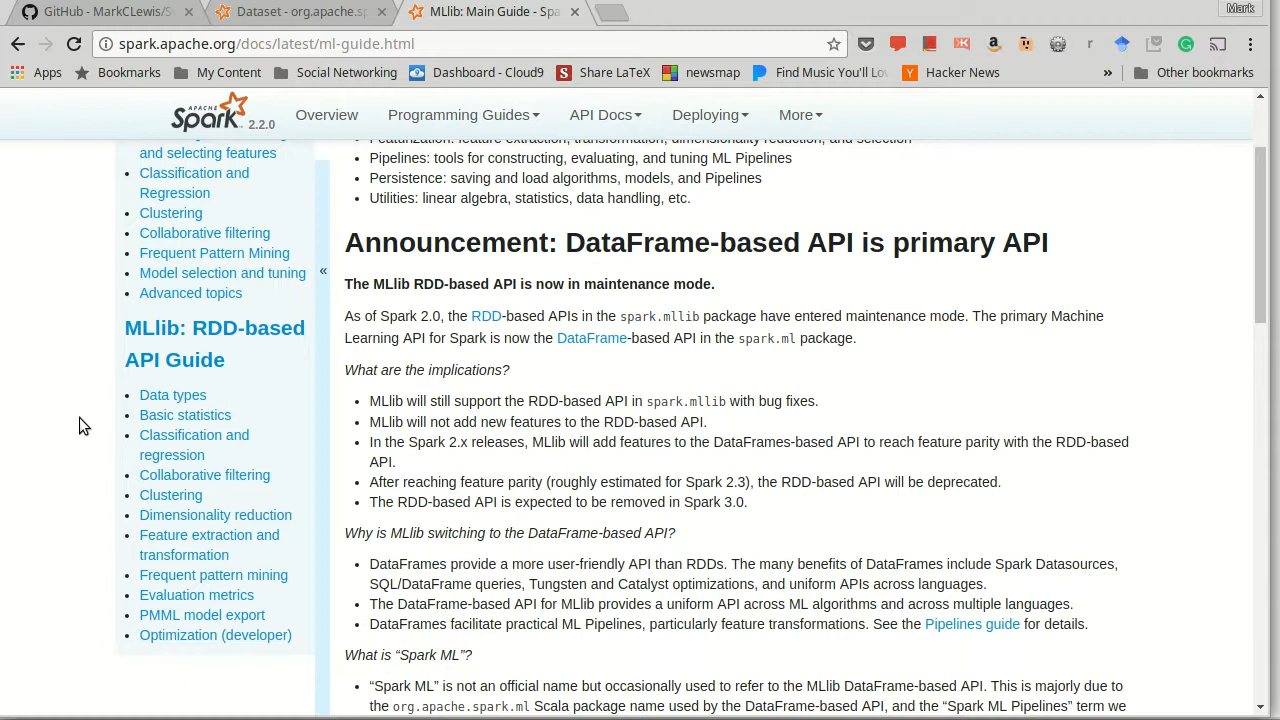 GitHub - MarkCLewis/S
Dataset - org.apache.sp
MLlib: Main Guide - Spa
Mark
spark.apache.org/docs/latest/ml-guide.html
Apps
Bookmarks
My Content
Social Networking
Dashboard - Cloud9
Share LaTeX
newsmap
Find Music You'll Lov
Hacker News
»
Other bookmarks
APACHE Spark 2.2.0
Overview
Programming Guides
API Docs
Deploying
More
and selecting features
Classification and
Regression
Clustering
Collaborative filtering
Frequent Pattern Mining
Model selection and tuning
Advanced topics
MLlib: RDD-based
API Guide
Data types
Basic statistics
Classification and
regression
Collaborative filtering
Clustering
Dimensionality reduction
Feature extraction and
transformation
Frequent pattern mining
Evaluation metrics
PMML model export
Optimization (developer)
«
Featurization: feature extraction, transformation, dimensionality reduction, and selection
Pipelines: tools for constructing, evaluating, and tuning ML Pipelines
Persistence: saving and load algorithms, models, and Pipelines
Utilities: linear algebra, statistics, data handling, etc.
Announcement: DataFrame-based API is primary API
The MLlib RDD-based API is now in maintenance mode.
As of Spark 2.0, the RDD-based APIs in the spark.mllib package have entered maintenance mode. The primary Machine
Learning API for Spark is now the DataFrame-based API in the spark.ml package.
What are the implications?
MLlib will still support the RDD-based API in spark.mllib with bug fixes.
MLlib will not add new features to the RDD-based API.
In the Spark 2.x releases, MLlib will add features to the DataFrames-based API to reach feature parity with the RDD-based
API.
After reaching feature parity (roughly estimated for Spark 2.3), the RDD-based API will be deprecated.
The RDD-based API is expected to be removed in Spark 3.0.
Why is MLlib switching to the DataFrame-based API?
DataFrames provide a more user-friendly API than RDDs. The many benefits of DataFrames include Spark Datasources,
SQL/DataFrame queries, Tungsten and Catalyst optimizations, and uniform APIs across languages.
The DataFrame-based API for MLlib provides a uniform API across ML algorithms and across multiple languages.
DataFrames facilitate practical ML Pipelines, particularly feature transformations. See the Pipelines guide for details.
What is “Spark ML”?
“Spark ML” is not an official name but occasionally used to refer to the MLlib DataFrame-based API. This is majorly due to
the org.apache.spark.ml Scala package name used by the DataFrame-based API, and the “Spark ML Pipelines” term we